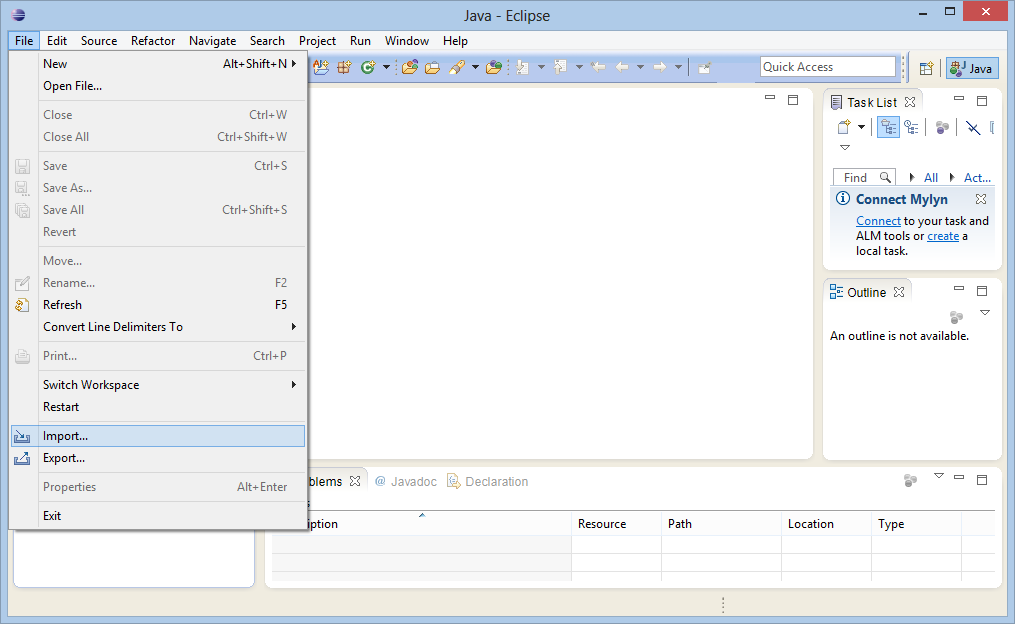 Java - Eclipse
File Edit Source Refactor Navigate Search Project Run Window Help
Quick Access
Java
New Alt+Shift+N
Open File...
Close Ctrl+W
Close All Ctrl+Shift+W
Save Ctrl+S
Save As...
Save All Ctrl+Shift+S
Revert
Move...
Rename... F2
Refresh F5
Convert Line Delimiters To
Print... Ctrl+P
Switch Workspace
Restart
Import...
Export...
Properties Alt+Enter
Exit
Task List
Find All Act...
Connect Mylyn
Connect to your task and
ALM tools or create a
local task.
Outline
An outline is not available.
blems @ Javadoc Declaration
iption Resource Path Location Type